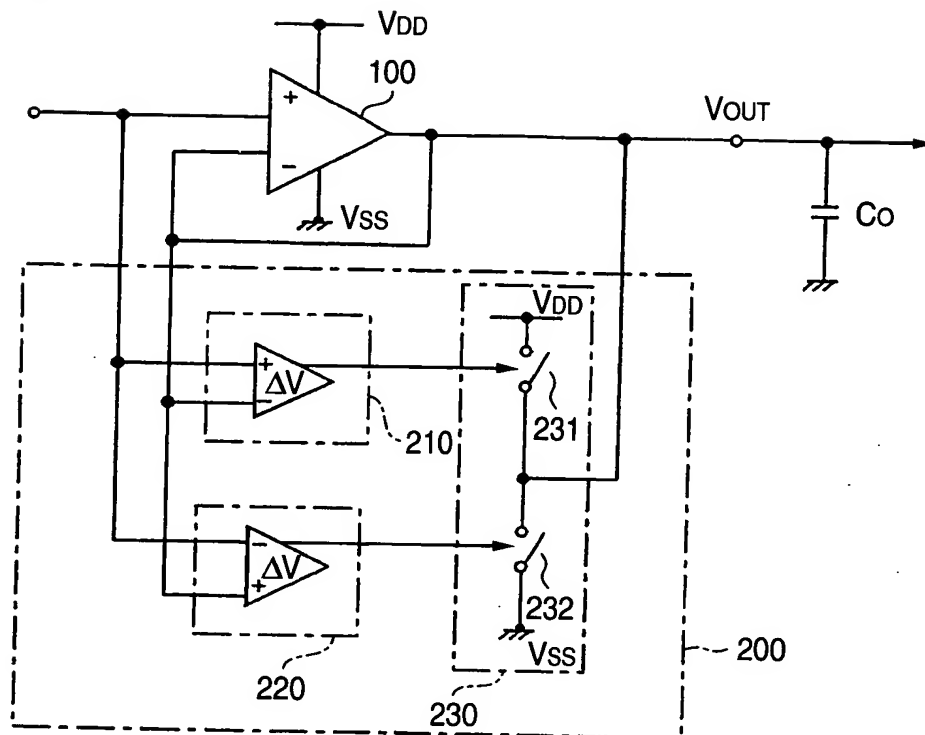 VDD
100
+
−
VOUT
VSS
CO
VDD
+
ΔV
−
231
210
−
ΔV
+
232
VSS
200
220
230